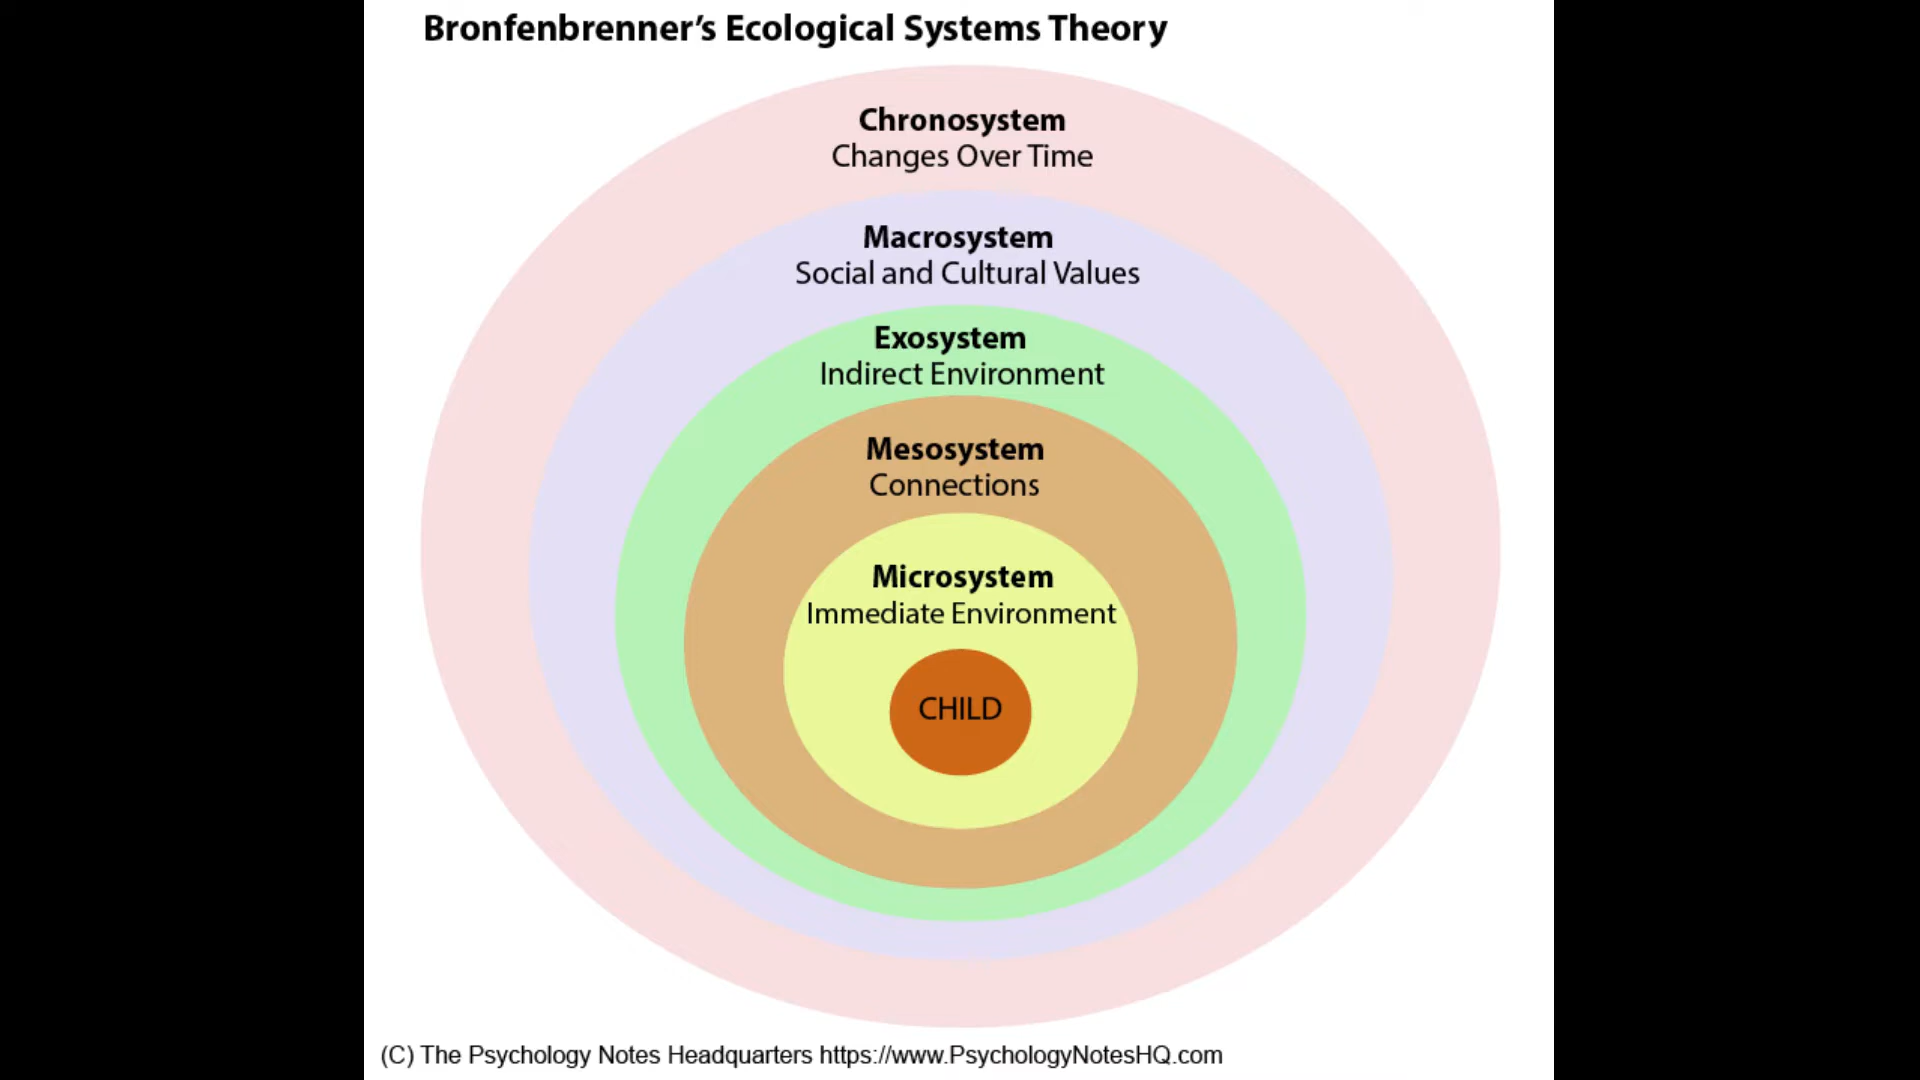 Bronfenbrenner’s Ecological Systems Theory
Chronosystem
Changes Over Time
Macrosystem
Social and Cultural Values
Exosystem
Indirect Environment
Mesosystem
Connections
Microsystem
Immediate Environment
CHILD
(C) The Psychology Notes Headquarters https://www.PsychologyNotesHQ.com